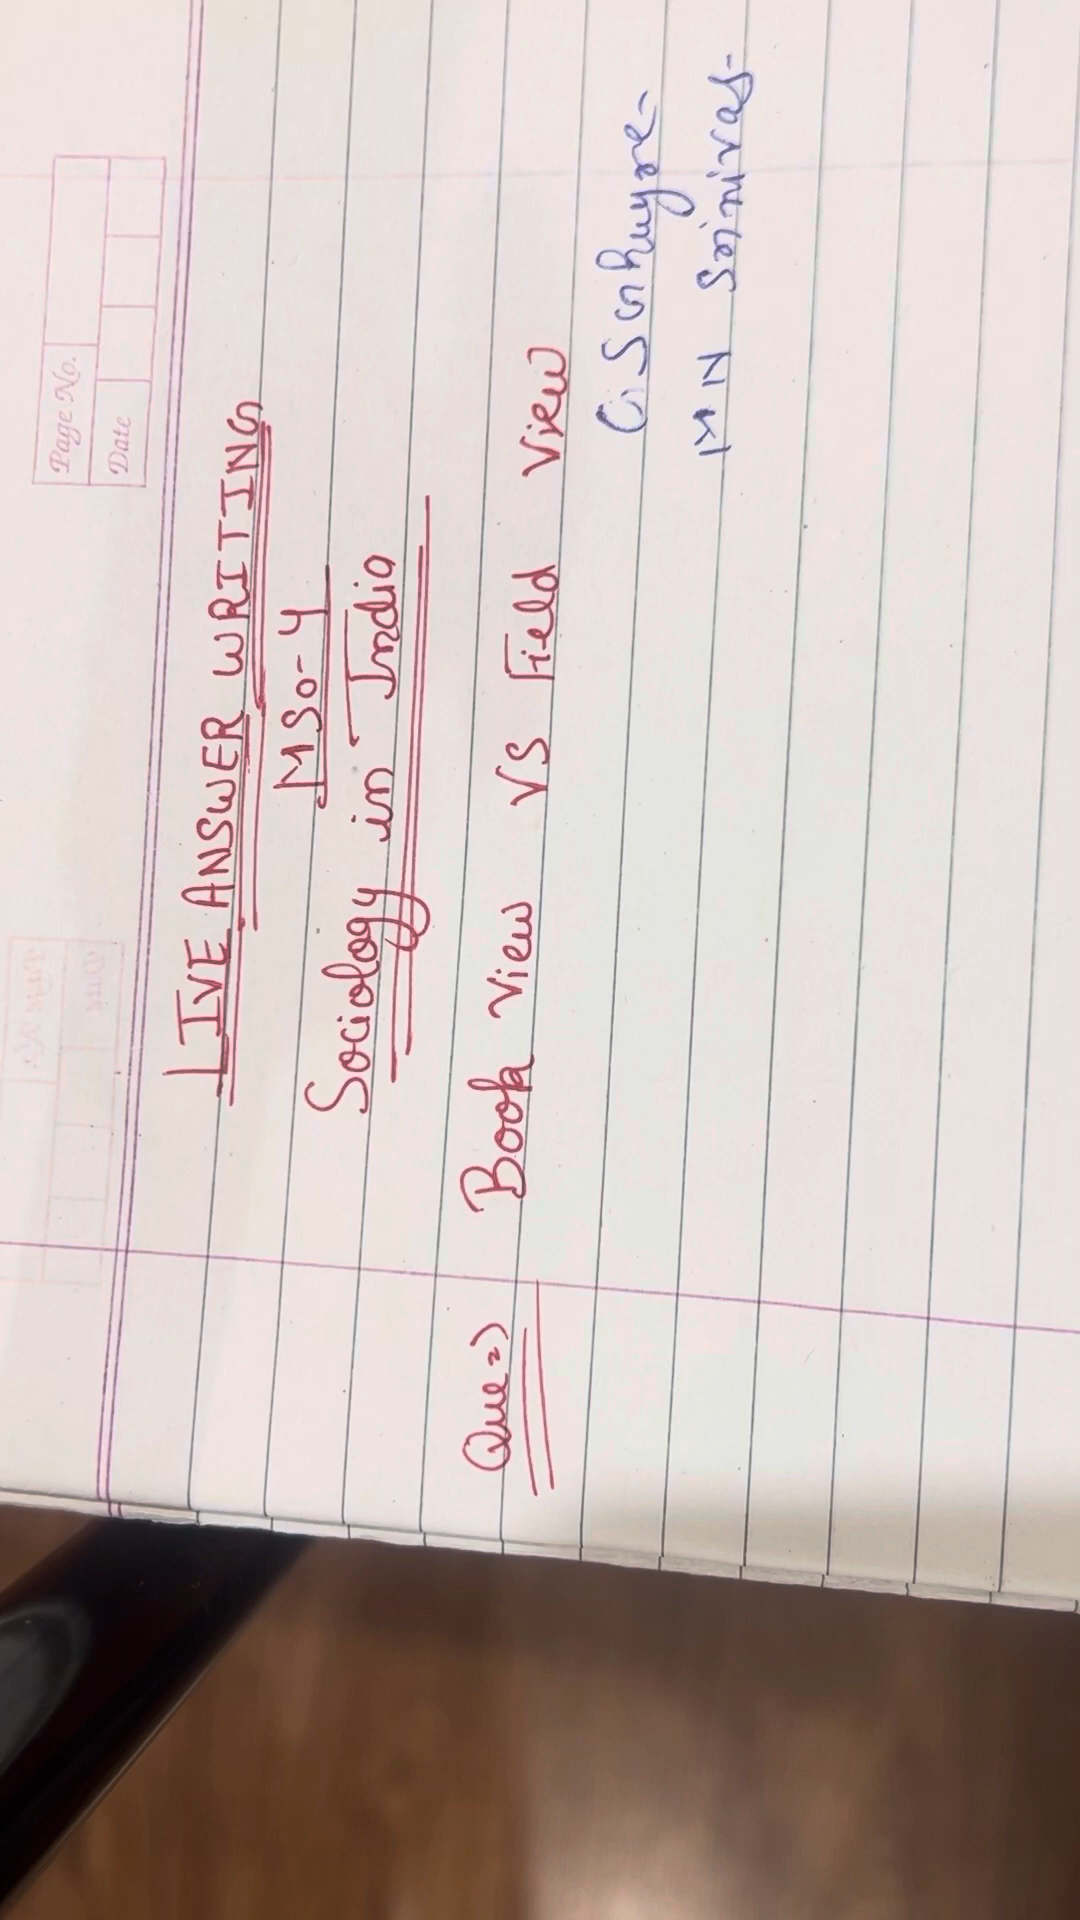 Page No.
Date
LIVE ANSWER WRITING
MSO-4
Sociology in India
Que=) Book View VS Field View
G.S Ghurye-
M N Srinivas-